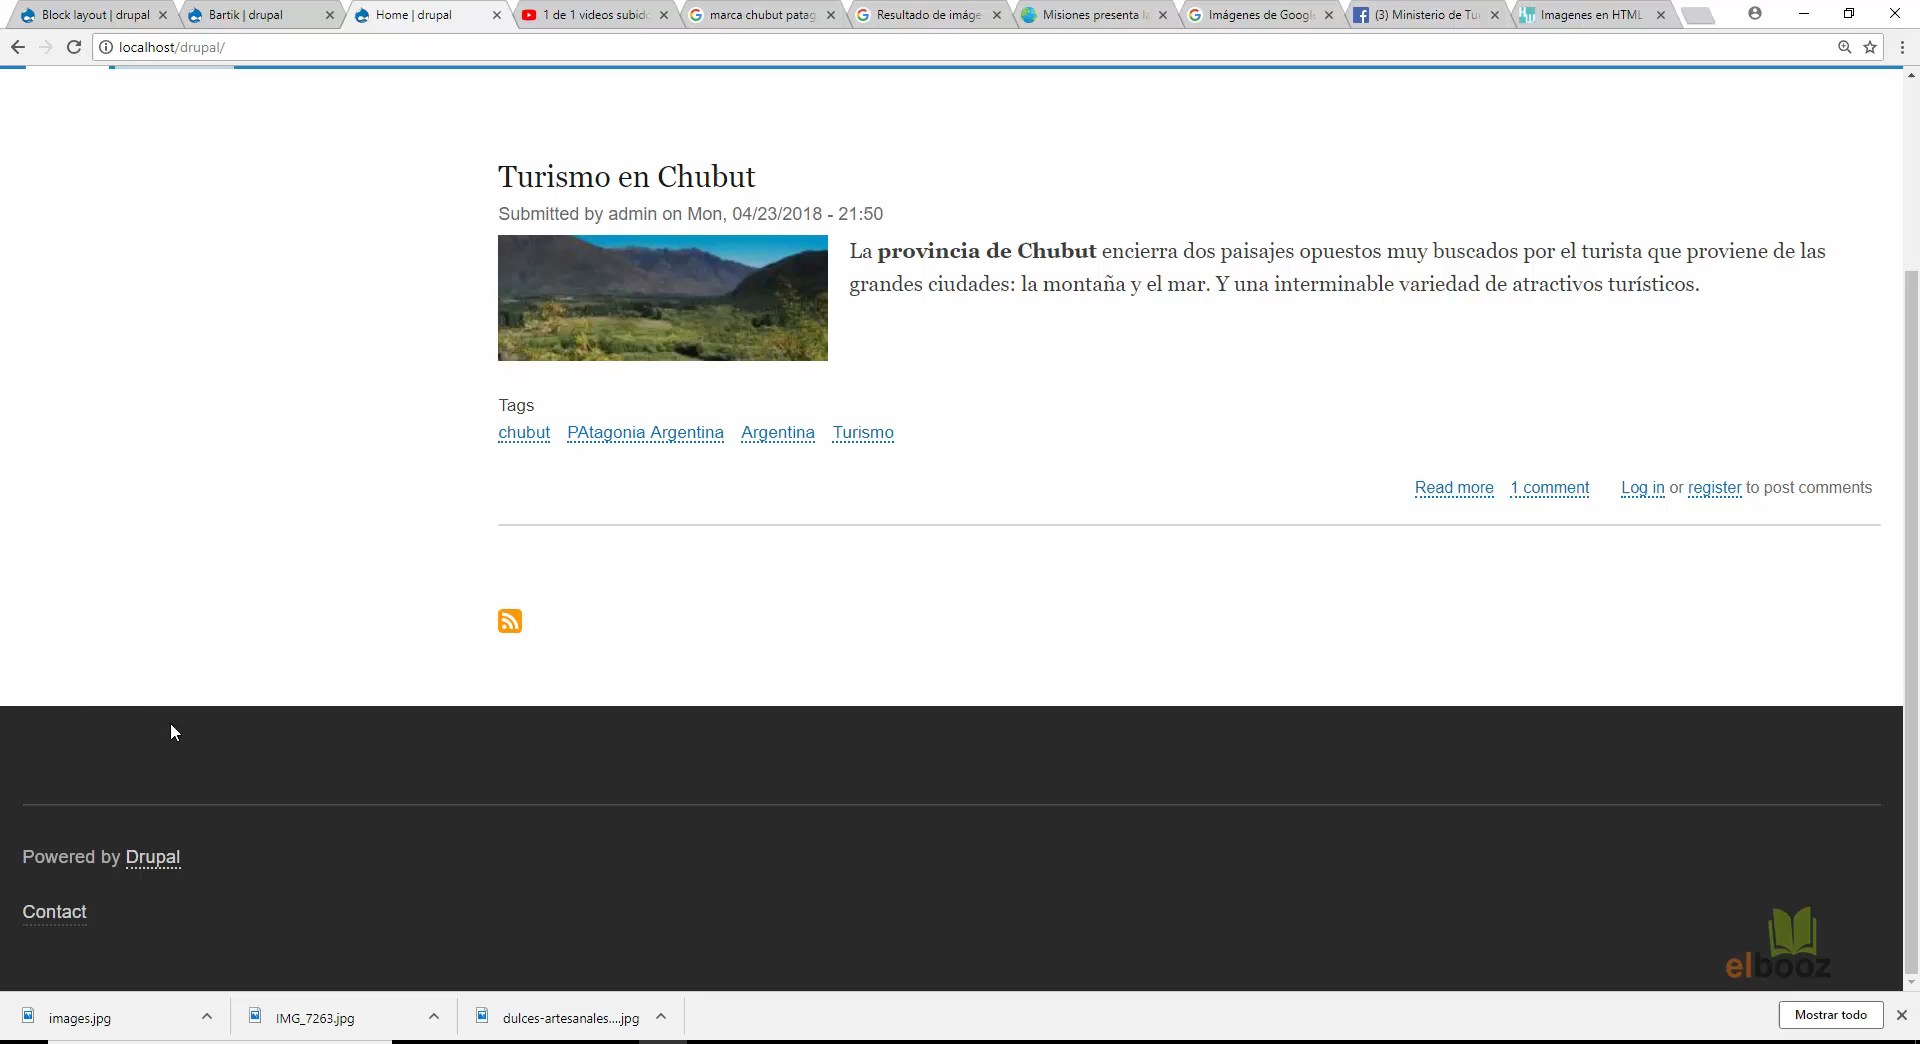 Block layout | drupal
Bartik | drupal
Home | drupal
1 de 1 videos subido
marca chubut patag
Resultado de imáge
Misiones presenta la
Imágenes de Google
(3) Ministerio de Tu
Imagenes en HTML
localhost/drupal/
Turismo en Chubut
Submitted by admin on Mon, 04/23/2018 - 21:50
La provincia de Chubut encierra dos paisajes opuestos muy buscados por el turista que proviene de las
grandes ciudades: la montaña y el mar. Y una interminable variedad de atractivos turísticos.
Tags
chubut PAtagonia Argentina Argentina Turismo
Read more 1 comment Log in or register to post comments
Powered by Drupal
Contact
elbooz
images.jpg
IMG_7263.jpg
dulces-artesanales....jpg
Mostrar todo